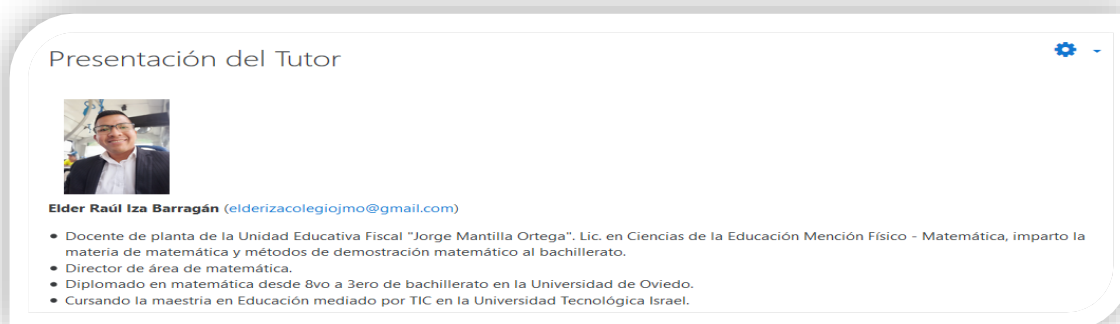 Presentación del Tutor
Elder Raúl Iza Barragán (elderizacolegiojmo@gmail.com)
• Docente de planta de la Unidad Educativa Fiscal "Jorge Mantilla Ortega". Lic. en Ciencias de la Educación Mención Físico - Matemática, imparto la
materia de matemática y métodos de demostración matemático al bachillerato.
• Director de área de matemática.
• Diplomado en matemática desde 8vo a 3ero de bachillerato en la Universidad de Oviedo.
• Cursando la maestria en Educación mediado por TIC en la Universidad Tecnológica Israel.